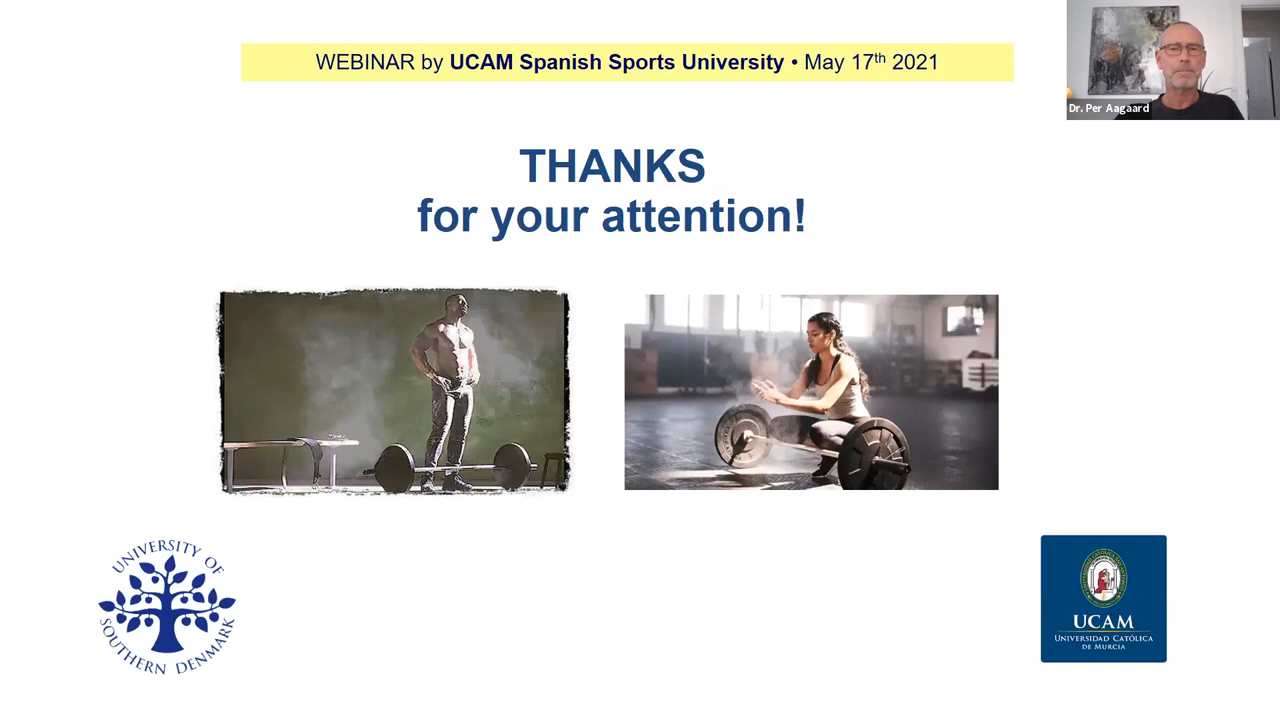 WEBINAR by UCAM Spanish Sports University • May 17th 2021
Dr. Per Aagaard
THANKS
for your attention!
UNIVERSITY OF
SOUTHERN DENMARK
UCAM
UNIVERSIDAD CATÓLICA
DE MURCIA